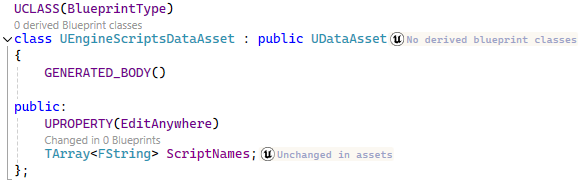 UCLASS(BlueprintType)
0 derived Blueprint classes
class UEngineScriptsDataAsset : public UDataAsset No derived blueprint classes
{
GENERATED_BODY()
public:
UPROPERTY(EditAnywhere)
Changed in 0 Blueprints
TArray<FString> ScriptNames; Unchanged in assets
};